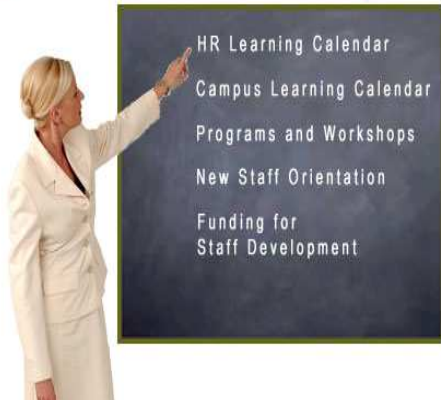 HR Learning Calendar
Campus Learning Calendar
Programs and Workshops
New Staff Orientation
Funding for
Staff Development